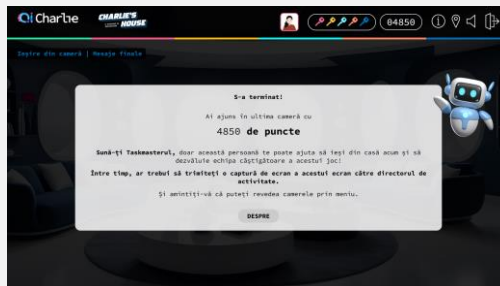 Qi Char1ne CHARLIE'S HOUSE 04850
Ieșire din cameră | Mesaje finale
S-a terminat!
Ai ajuns în ultima cameră cu
4850 de puncte
Sună-ți Taskmasterul, doar această persoană te poate ajuta să ieși din casă acum și să
dezvăluie echipa câștigătoare a acestui joc!
Între timp, ar trebui să trimiteți o captură de ecran a acestui ecran către directorul de
activitate.
Și amintiți-vă că puteți revedea camerele prin meniu.
DESPRE